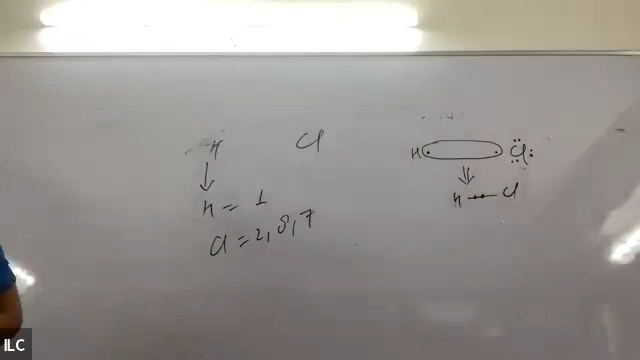 H Cl
H = 1
Cl = 2, 8, 7
H Cl
H — Cl
ILC